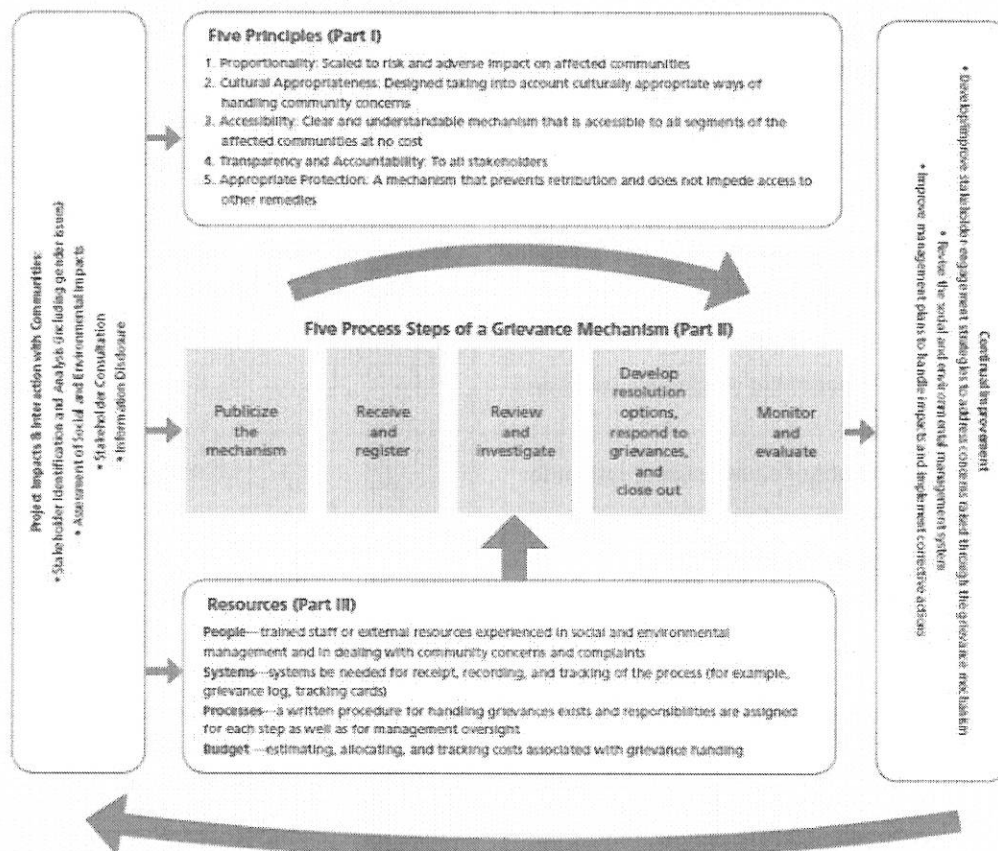 Project Impacts & Interaction with Communities:
• Stakeholder Identification and Analysis (including gender issues)
• Assessment of Social and Environmental Impacts
• Stakeholder Consultation
• Information Disclosure
Five Principles (Part I)
1. Proportionality: Scaled to risk and adverse impact on affected communities
2. Cultural Appropriateness: Designed taking into account culturally appropriate ways of
handling community concerns
3. Accessibility: Clear and understandable mechanism that is accessible to all segments of the
affected communities at no cost
4. Transparency and Accountability: To all stakeholders
5. Appropriate Protection: A mechanism that prevents retribution and does not impede access to
other remedies
Five Process Steps of a Grievance Mechanism (Part II)
Publicize
the
mechanism
Receive
and
register
Review
and
investigate
Develop
resolution
options,
respond to
grievances,
and
close out
Monitor
and
evaluate
Resources (Part III)
People—trained staff or external resources experienced in social and environmental
management and in dealing with community concerns and complaints
Systems—systems be needed for receipt, recording, and tracking of the process (for example,
grievance log, tracking cards)
Processes—a written procedure for handling grievances exists and responsibilities are assigned
for each step as well as for management oversight
Budget—estimating, allocating, and tracking costs associated with grievance handing
Continual Improvement
• Develop/improve stakeholder engagement strategies to address concerns raised through the grievance mechanism
• Revise the social and environmental management system
• Improve management plans to handle impacts and implement corrective actions